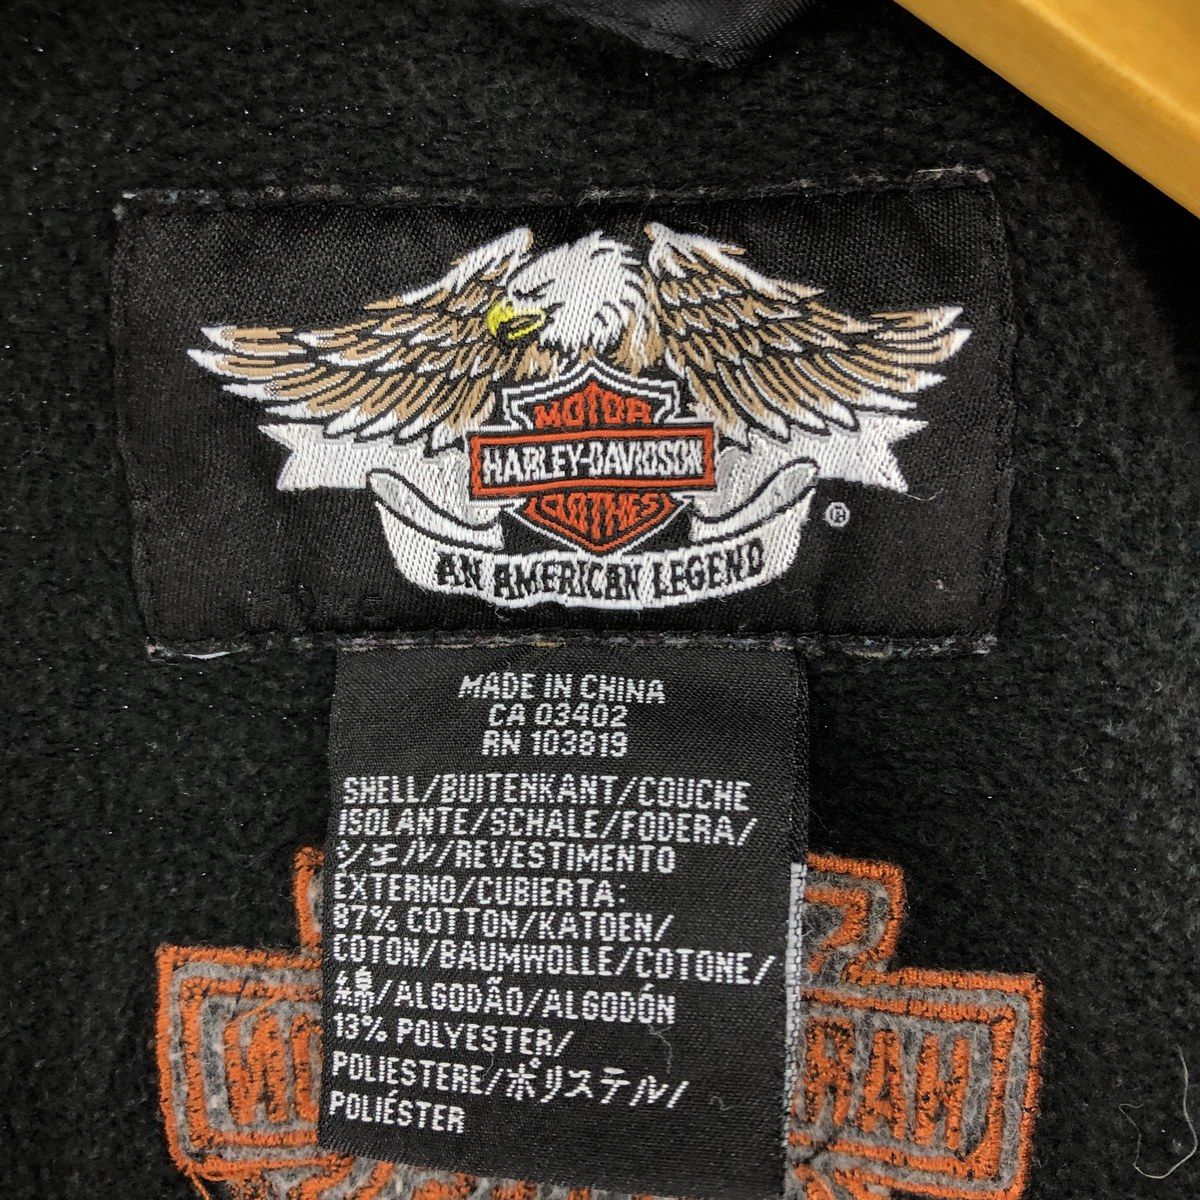 MOTOR
HARLEY-DAVIDSON
CLOTHES
®
AN AMERICAN LEGEND
MADE IN CHINA
CA 03402
RN 103819
SHELL/BUITENKANT/COUCHE
ISOLANTE/SCHALE/FODERA/
シェル/REVESTIMENTO
EXTERNO/CUBIERTA:
87% COTTON/KATOEN/
COTON/BAUMWOLLE/COTONE/
綿/ALGODÃO/ALGODÓN
13% POLYESTER/
POLIESTERE/ポリステル/
POLIÉSTER